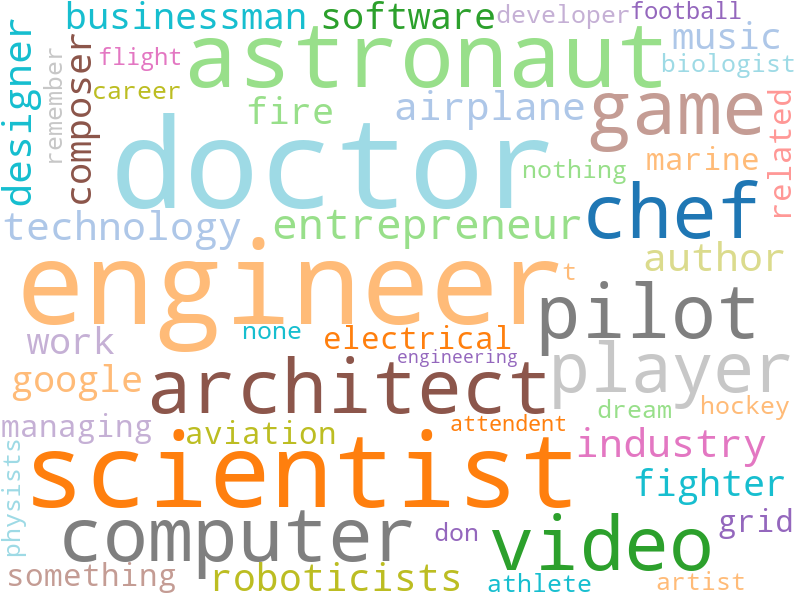 businessman software developer football
designer remember composer flight astronaut music
career biologist
fire airplane game related
doctor nothing marine
technology entrepreneur chef
engineer t author
pilot
work none electrical
engineering player
google architect
managing aviation attendent dream hockey
physists scientist industry
fighter
computer don video grid
something roboticists athlete artist